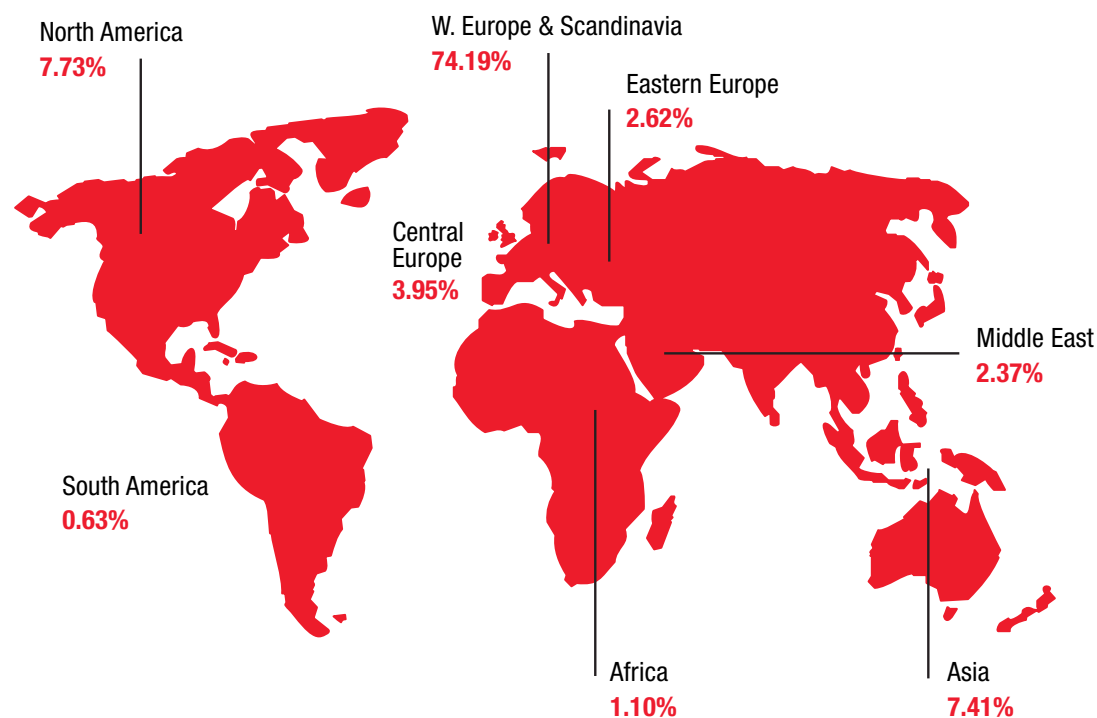 North America
7.73%
W. Europe & Scandinavia
74.19%
Eastern Europe
2.62%
Central
Europe
3.95%
Middle East
2.37%
South America
0.63%
Africa
1.10%
Asia
7.41%